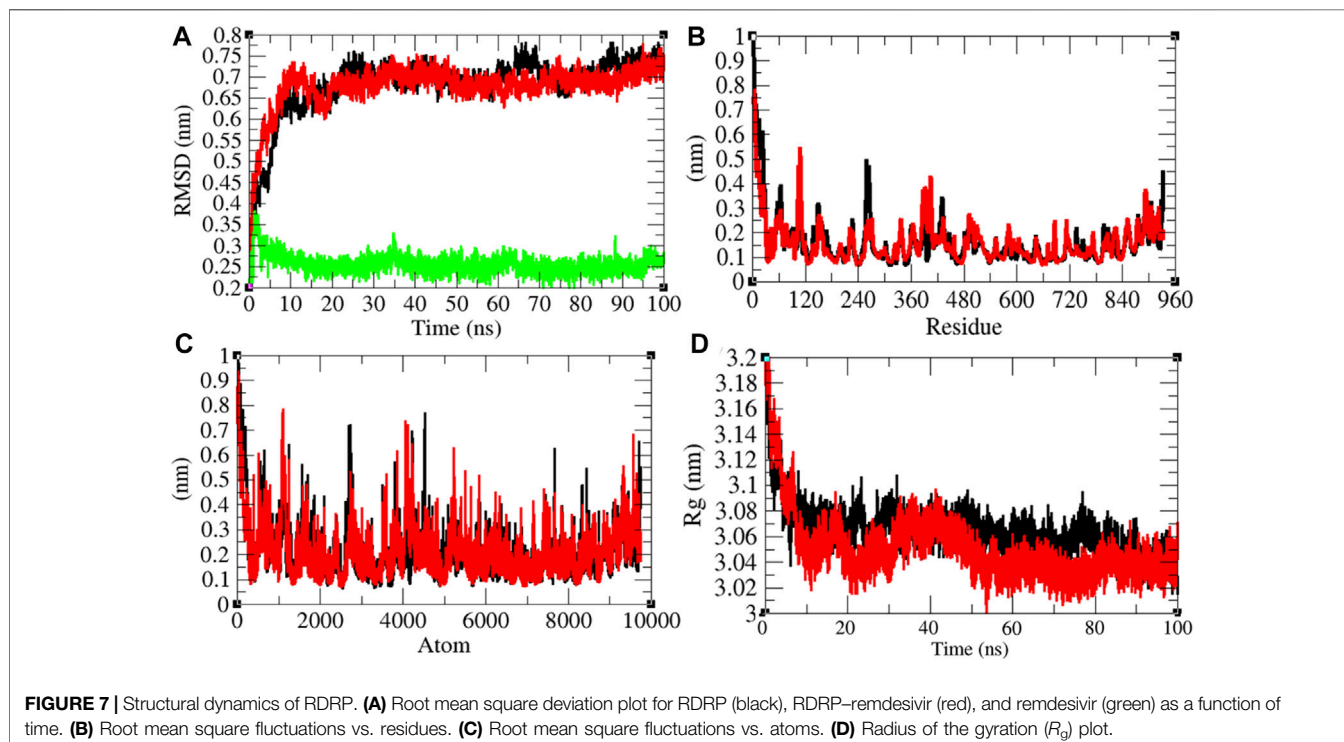 A
0.8
0.75
0.7
0.65
0.6
0.55
0.5
0.45
0.4
0.35
0.3
0.25
0.2
RMSD (nm)
0 10 20 30 40 50 60 70 80 90 100
Time (ns)
B
1
0.9
0.8
0.7
0.6
0.5
0.4
0.3
0.2
0.1
0
(nm)
0 120 240 360 480 600 720 840 960
Residue
C
1
0.9
0.8
0.7
0.6
0.5
0.4
0.3
0.2
0.1
0
(nm)
0 2000 4000 6000 8000 10000
Atom
D
3.2
3.18
3.16
3.14
3.12
3.1
3.08
3.06
3.04
3.02
3
Rg (nm)
0 20 40 60 80 100
Time (ns)
FIGURE 7 | Structural dynamics of RDRP. (A) Root mean square deviation plot for RDRP (black), RDRP–remdesivir (red), and remdesivir (green) as a function of
time. (B) Root mean square fluctuations vs. residues. (C) Root mean square fluctuations vs. atoms. (D) Radius of the gyration (Rg) plot.